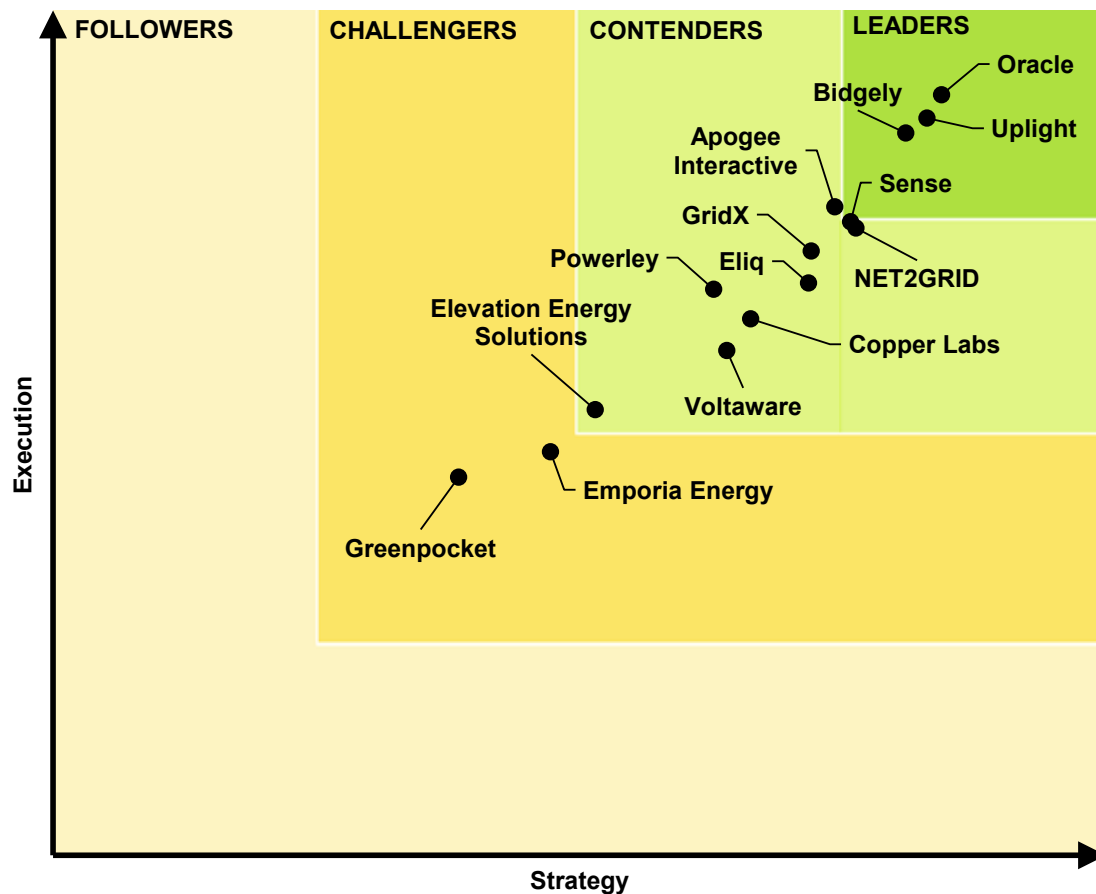 FOLLOWERS
CHALLENGERS
CONTENDERS
LEADERS
Oracle
Bidgely
Uplight
Apogee
Interactive
Sense
GridX
Powerley
Eliq
NET2GRID
Elevation Energy
Solutions
Copper Labs
Voltaware
Emporia Energy
Greenpocket
Execution
Strategy